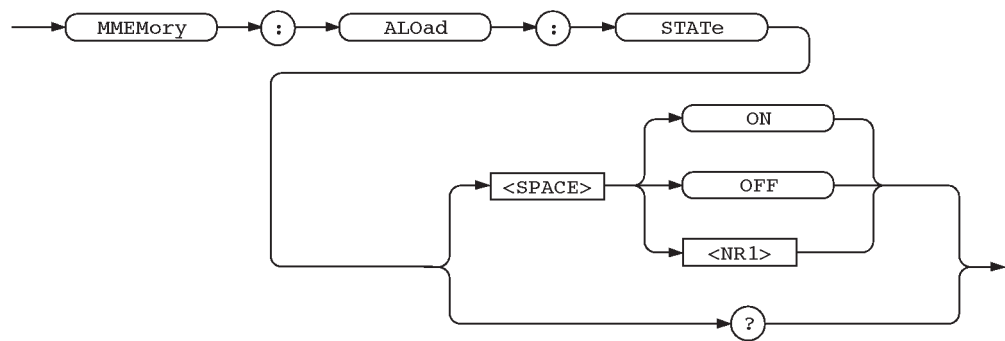 MMEMory : ALOad : STATe
ON
<SPACE> OFF
<NR1>
?